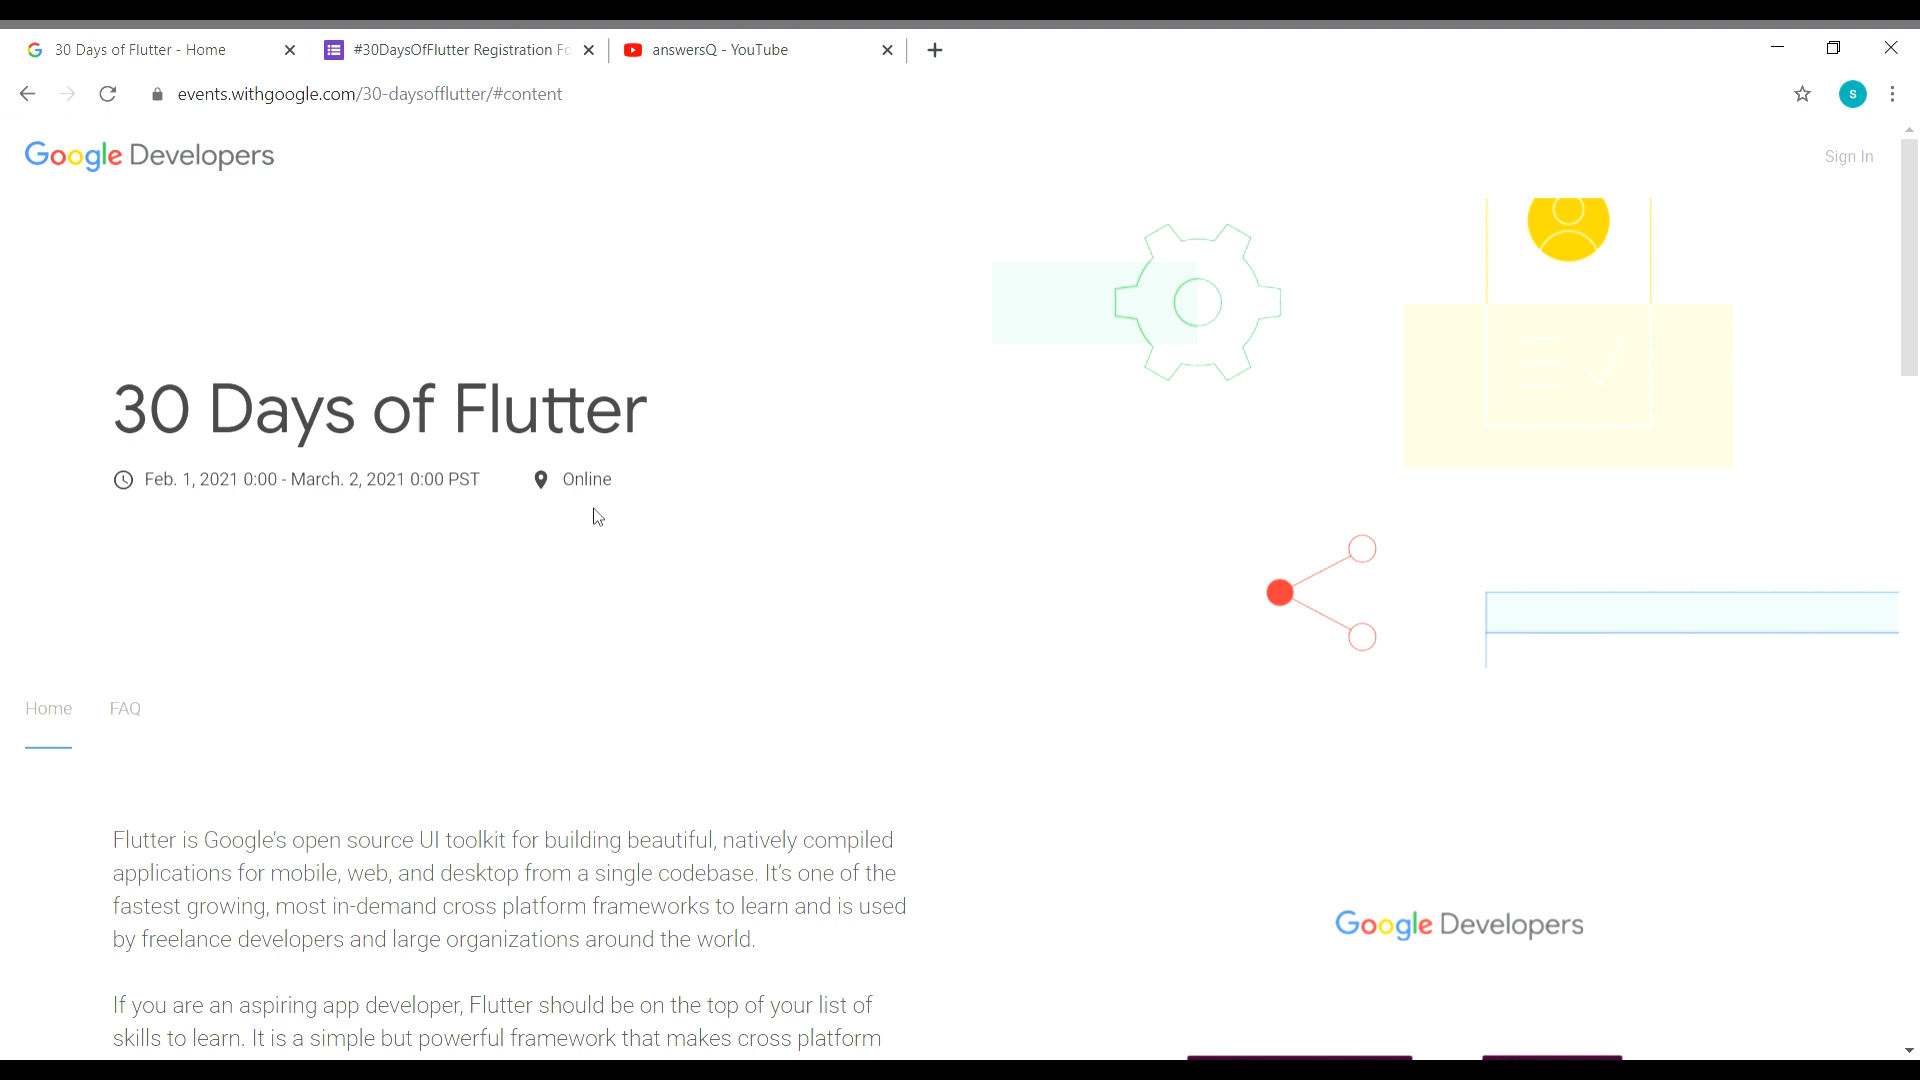 30 Days of Flutter - Home
#30DaysOfFlutter Registration Fo
answersQ - YouTube
events.withgoogle.com/30-daysofflutter/#content
S
Google Developers
Sign In
30 Days of Flutter
Feb. 1, 2021 0:00 - March. 2, 2021 0:00 PST
Online
Home
FAQ
Flutter is Google's open source UI toolkit for building beautiful, natively compiled
applications for mobile, web, and desktop from a single codebase. It's one of the
fastest growing, most in-demand cross platform frameworks to learn and is used
by freelance developers and large organizations around the world.
Google Developers
If you are an aspiring app developer, Flutter should be on the top of your list of
skills to learn. It is a simple but powerful framework that makes cross platform